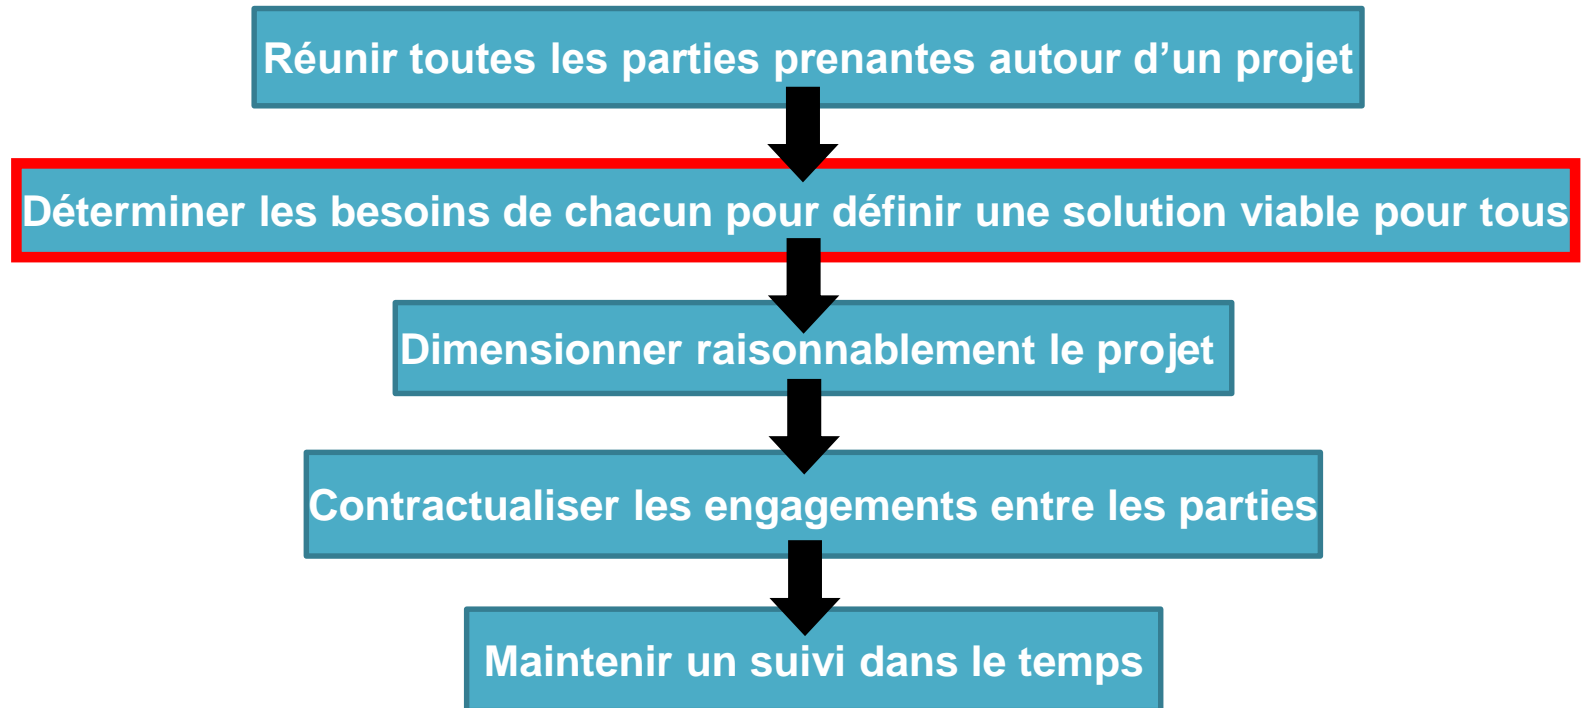 Réunir toutes les parties prenantes autour d’un projet
Déterminer les besoins de chacun pour définir une solution viable pour tous
Dimensionner raisonnablement le projet
Contractualiser les engagements entre les parties
Maintenir un suivi dans le temps